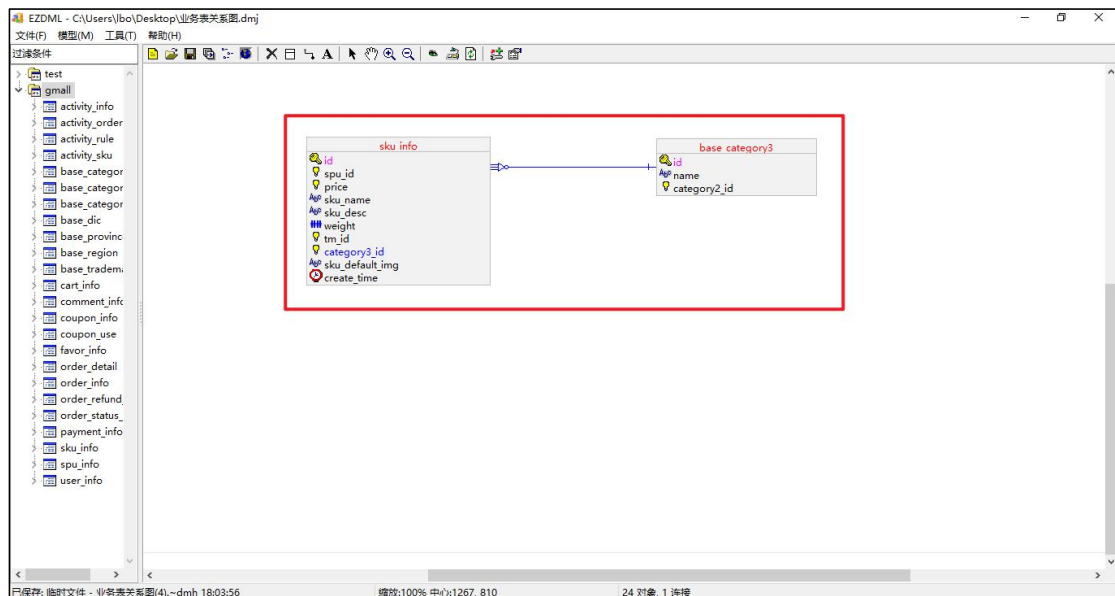 EZDML - C:\Users\lbo\Desktop\业务表关系图.dmj
文件(F) 模型(M) 工具(T) 帮助(H)
过滤条件
test
gmall
activity_info
activity_order
activity_rule
activity_sku
base_categor
base_categor
base_categor
base_dic
base_provinc
base_region
base_tradema
cart_info
comment_info
coupon_info
coupon_use
favor_info
order_detail
order_info
order_refund_
order_status_
payment_info
sku_info
spu_info
user_info
sku info
id
spu_id
price
sku_name
sku_desc
weight
tm_id
category3_id
sku_default_img
create_time
base category3
id
name
category2_id
已保存: 临时文件 - 业务表关系图(4).~dmh 18:03:56
缩放:100% 中心:1267, 810
24 对象, 1 连接